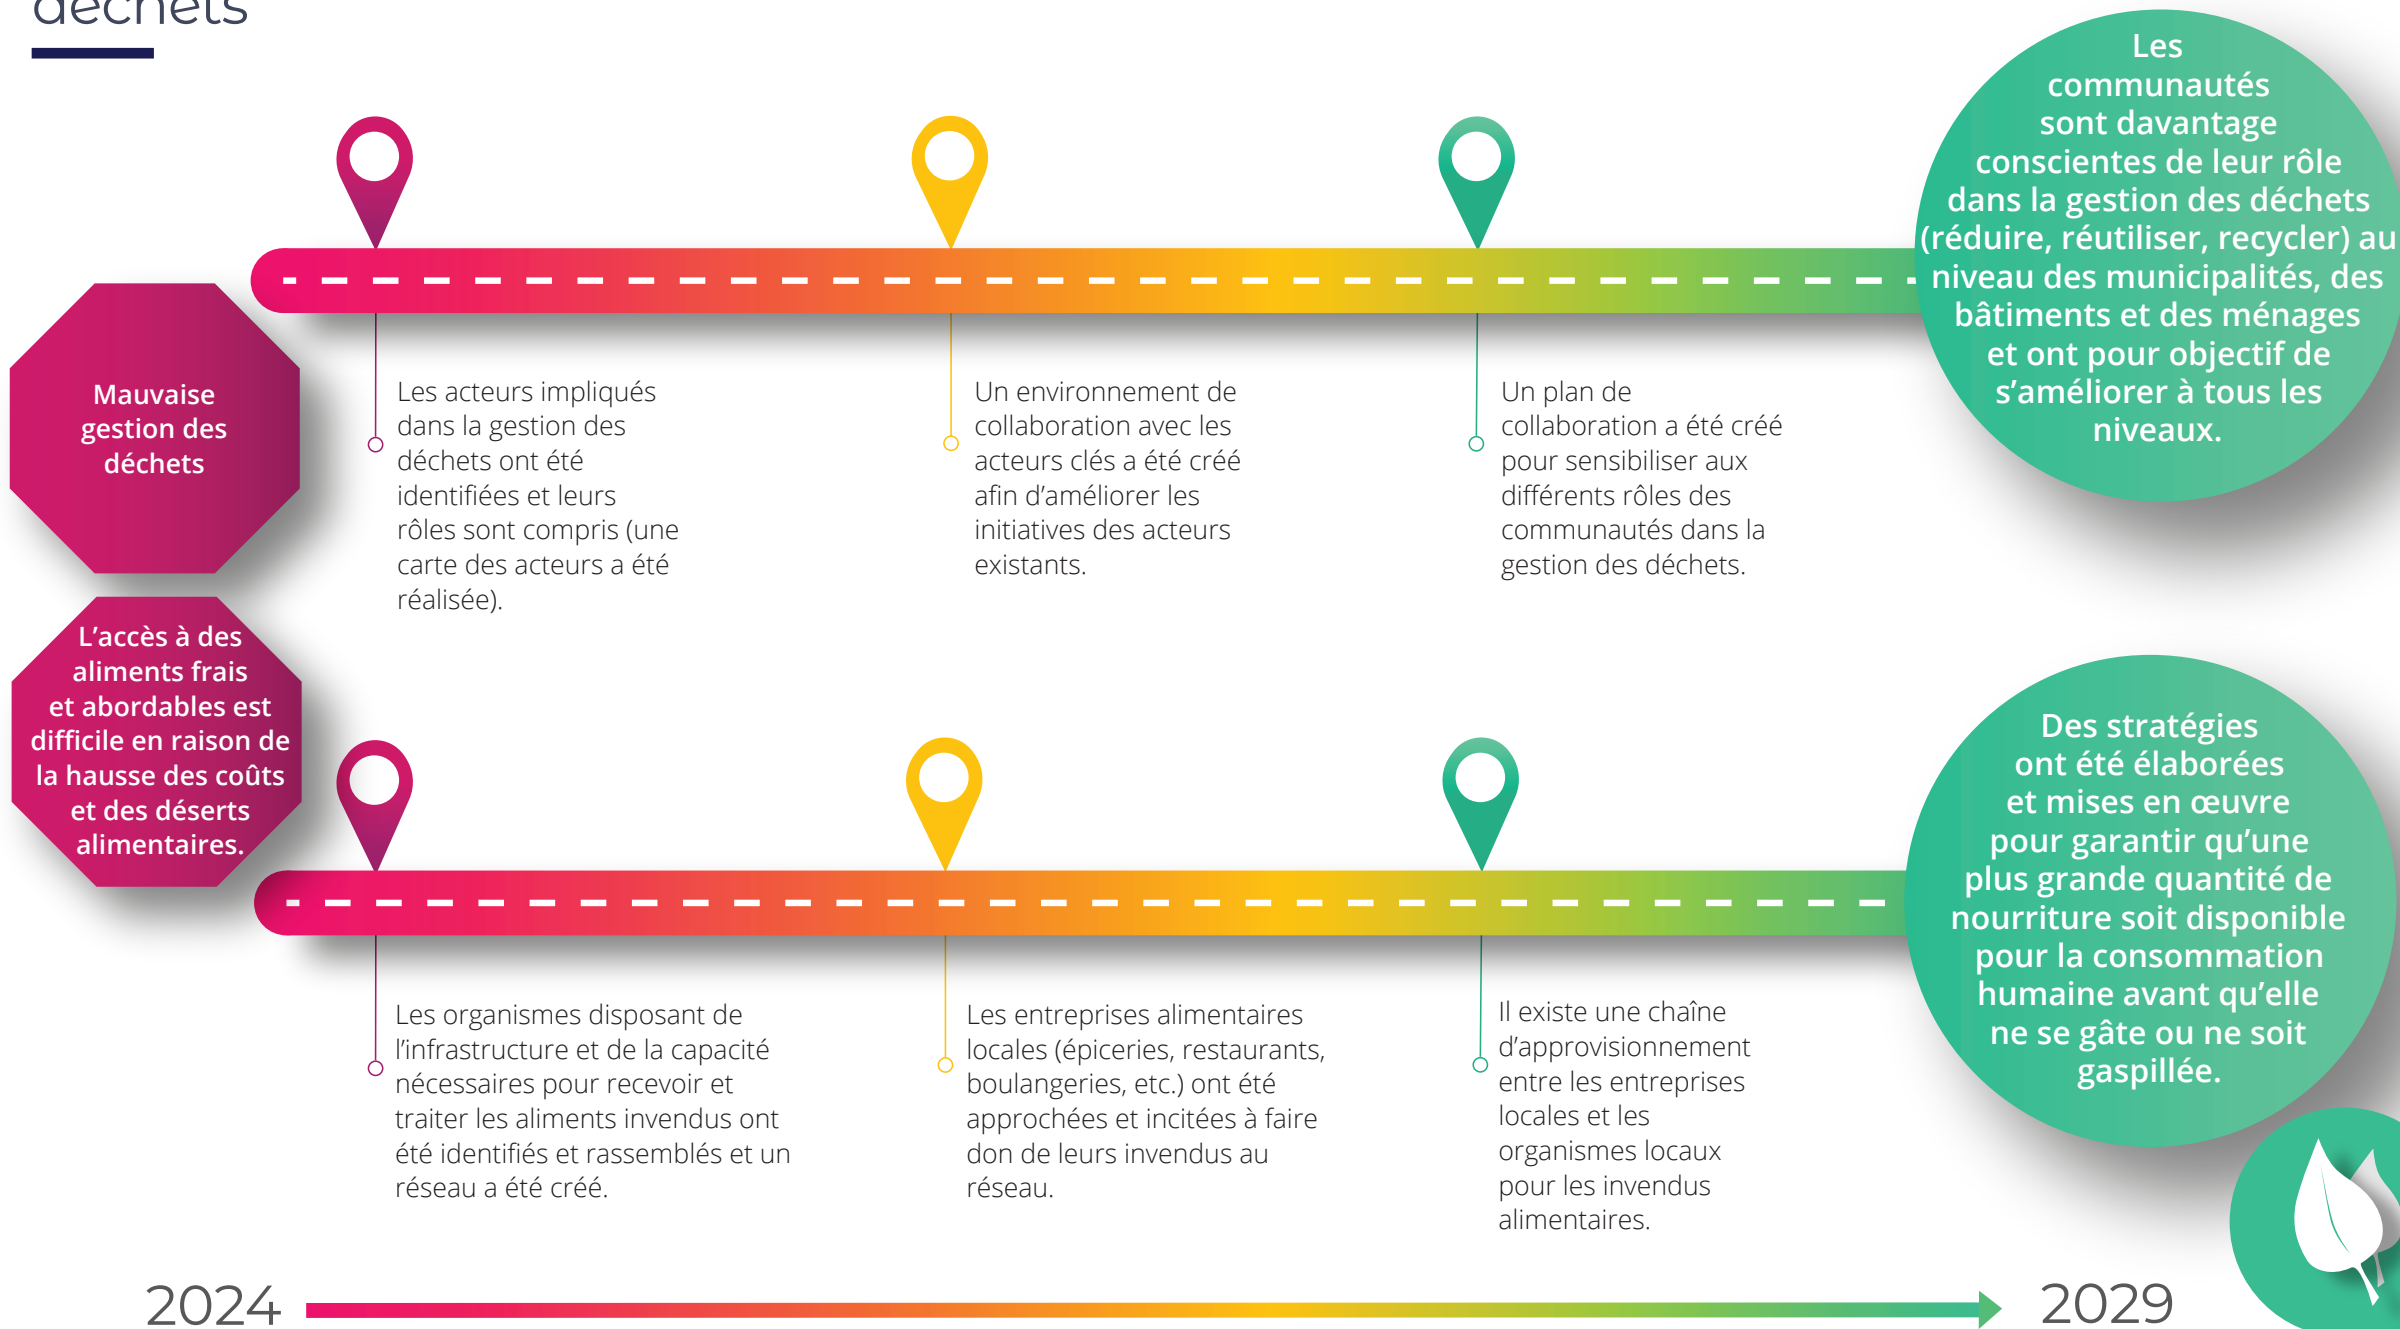 déchets
Mauvaise
gestion des
déchets
Les acteurs impliqués
dans la gestion des
déchets ont été
identifiées et leurs
rôles sont compris (une
carte des acteurs a été
réalisée).
Un environnement de
collaboration avec les
acteurs clés a été créé
afin d’améliorer les
initiatives des acteurs
existants.
Un plan de
collaboration a été créé
pour sensibiliser aux
différents rôles des
communautés dans la
gestion des déchets.
Les
communautés
sont davantage
conscientes de leur rôle
dans la gestion des déchets
(réduire, réutiliser, recycler) au
niveau des municipalités, des
bâtiments et des ménages
et ont pour objectif de
s’améliorer à tous les
niveaux.
L’accès à des
aliments frais
et abordables est
difficile en raison de
la hausse des coûts
et des déserts
alimentaires.
Les organismes disposant de
l’infrastructure et de la capacité
nécessaires pour recevoir et
traiter les aliments invendus ont
été identifiés et rassemblés et un
réseau a été créé.
Les entreprises alimentaires
locales (épiceries, restaurants,
boulangeries, etc.) ont été
approchées et incitées à faire
don de leurs invendus au
réseau.
Il existe une chaîne
d’approvisionnement
entre les entreprises
locales et les
organismes locaux
pour les invendus
alimentaires.
Des stratégies
ont été élaborées
et mises en œuvre
pour garantir qu’une
plus grande quantité de
nourriture soit disponible
pour la consommation
humaine avant qu’elle
ne se gâte ou ne soit
gaspillée.
2024
2029